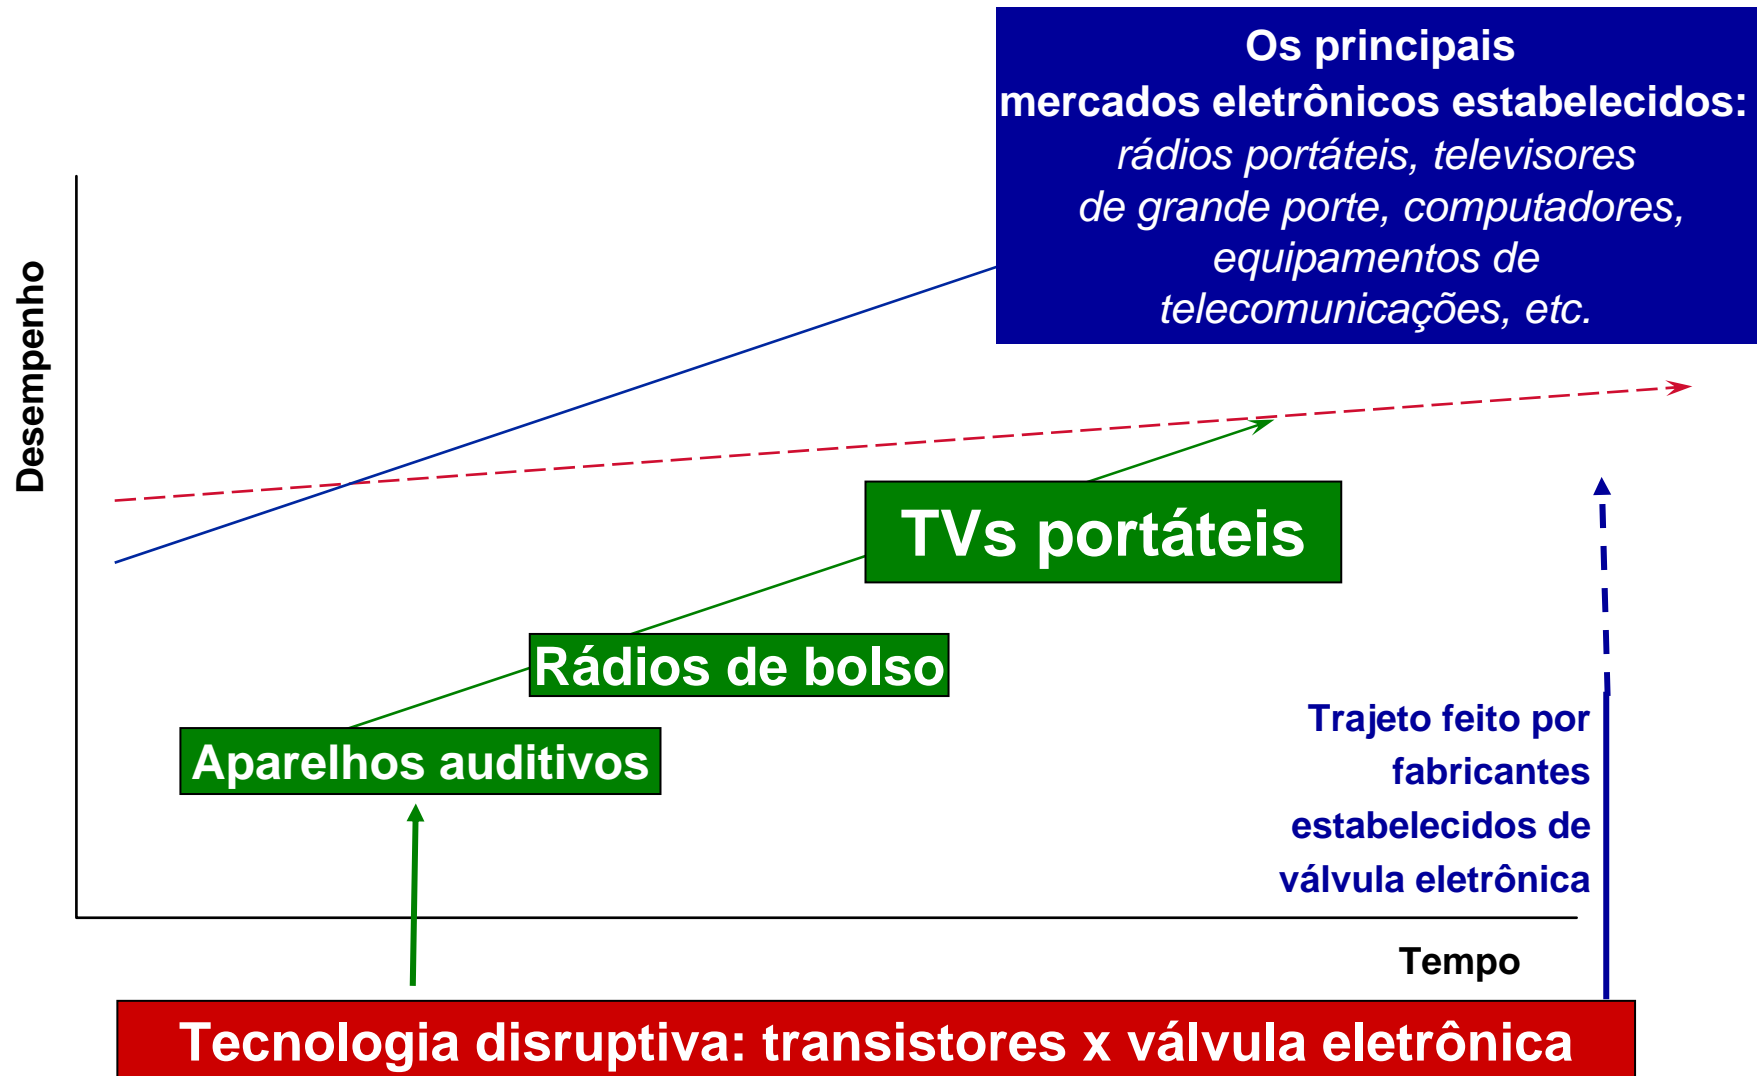 Os principais
mercados eletrônicos estabelecidos:
rádios portáteis, televisores
de grande porte, computadores,
equipamentos de
telecomunicações, etc.
Desempenho
TVs portáteis
Rádios de bolso
Aparelhos auditivos
Trajeto feito por
fabricantes
estabelecidos de
válvula eletrônica
Tempo
Tecnologia disruptiva: transistores x válvula eletrônica